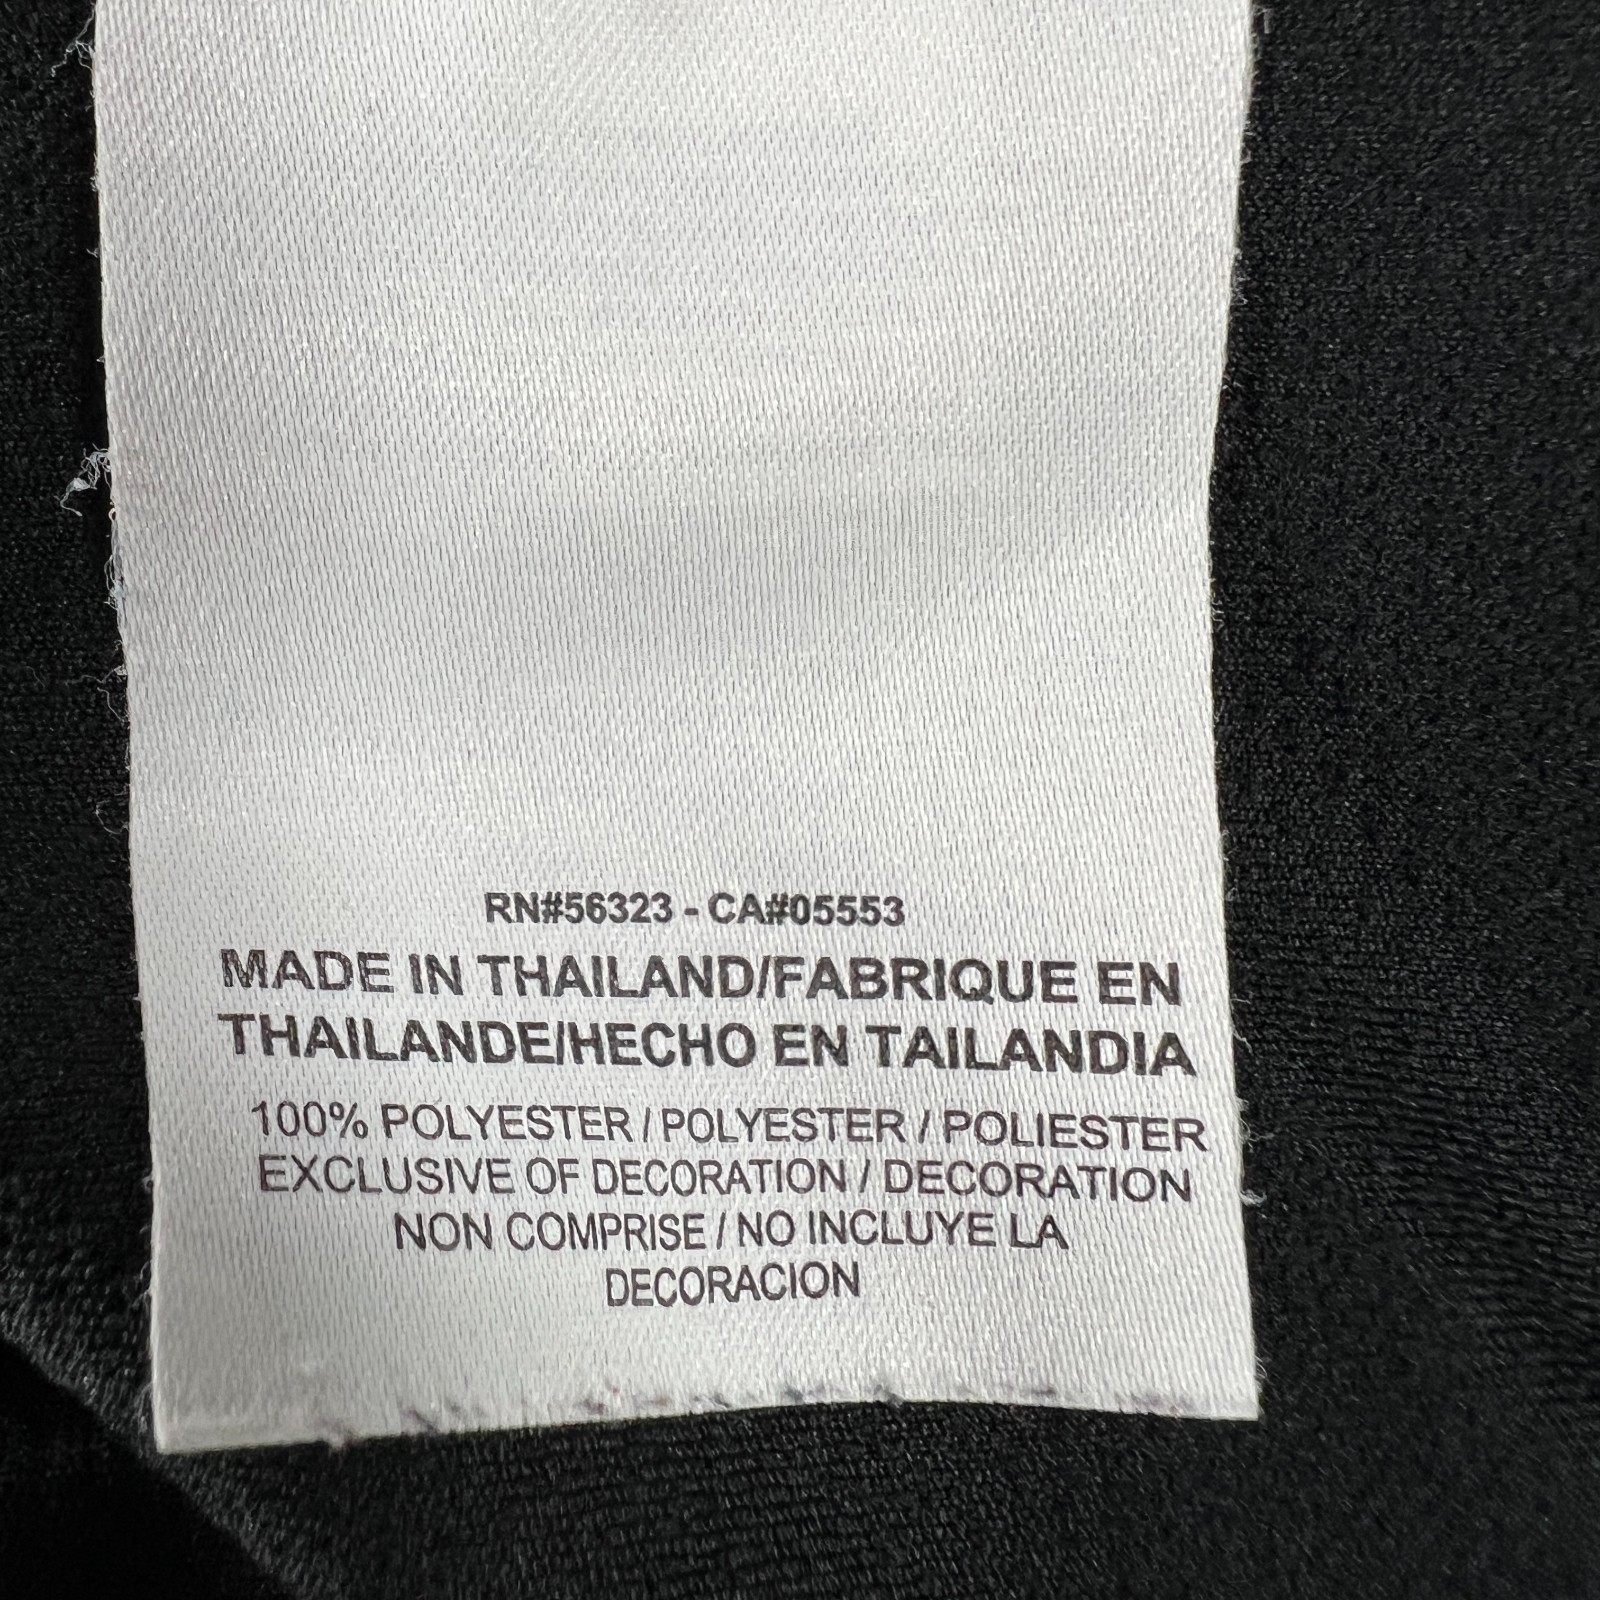 RN#56323 - CA#05553
MADE IN THAILAND/FABRIQUE EN
THAILANDE/HECHO EN TAILANDIA
100% POLYESTER / POLYESTER / POLIESTER
EXCLUSIVE OF DECORATION / DECORATION
NON COMPRISE / NO INCLUYE LA
DECORACION